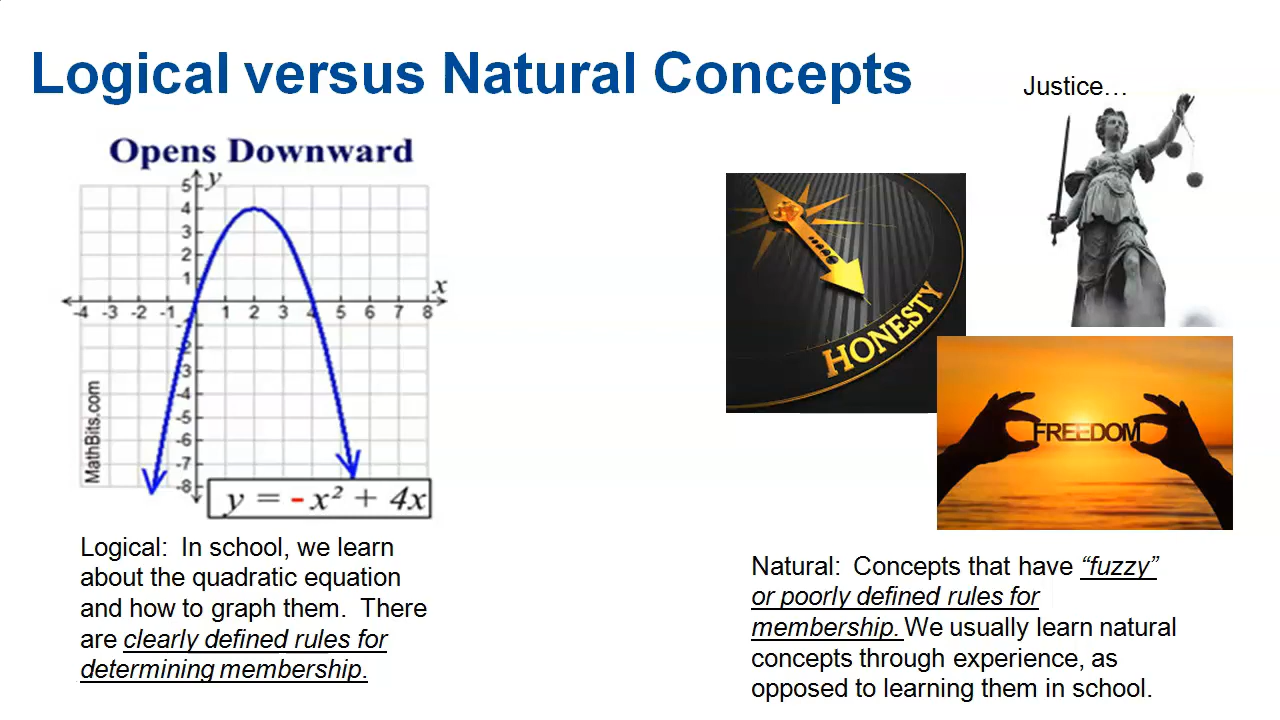 Logical versus Natural Concepts
Justice…
Opens Downward
y
5
4
3
2
1
x
-4 -3 -2 -1 1 2 3 4 5 6 7 8
-1
-2
-3
-4
-5
-6
-7
-8
MathBits.com
y = - x² + 4x
HONESTY
FREEDOM
Logical:  In school, we learn
about the quadratic equation
and how to graph them.  There
are clearly defined rules for
determining membership.
Natural:  Concepts that have “fuzzy”
or poorly defined rules for
membership. We usually learn natural
concepts through experience, as
opposed to learning them in school.